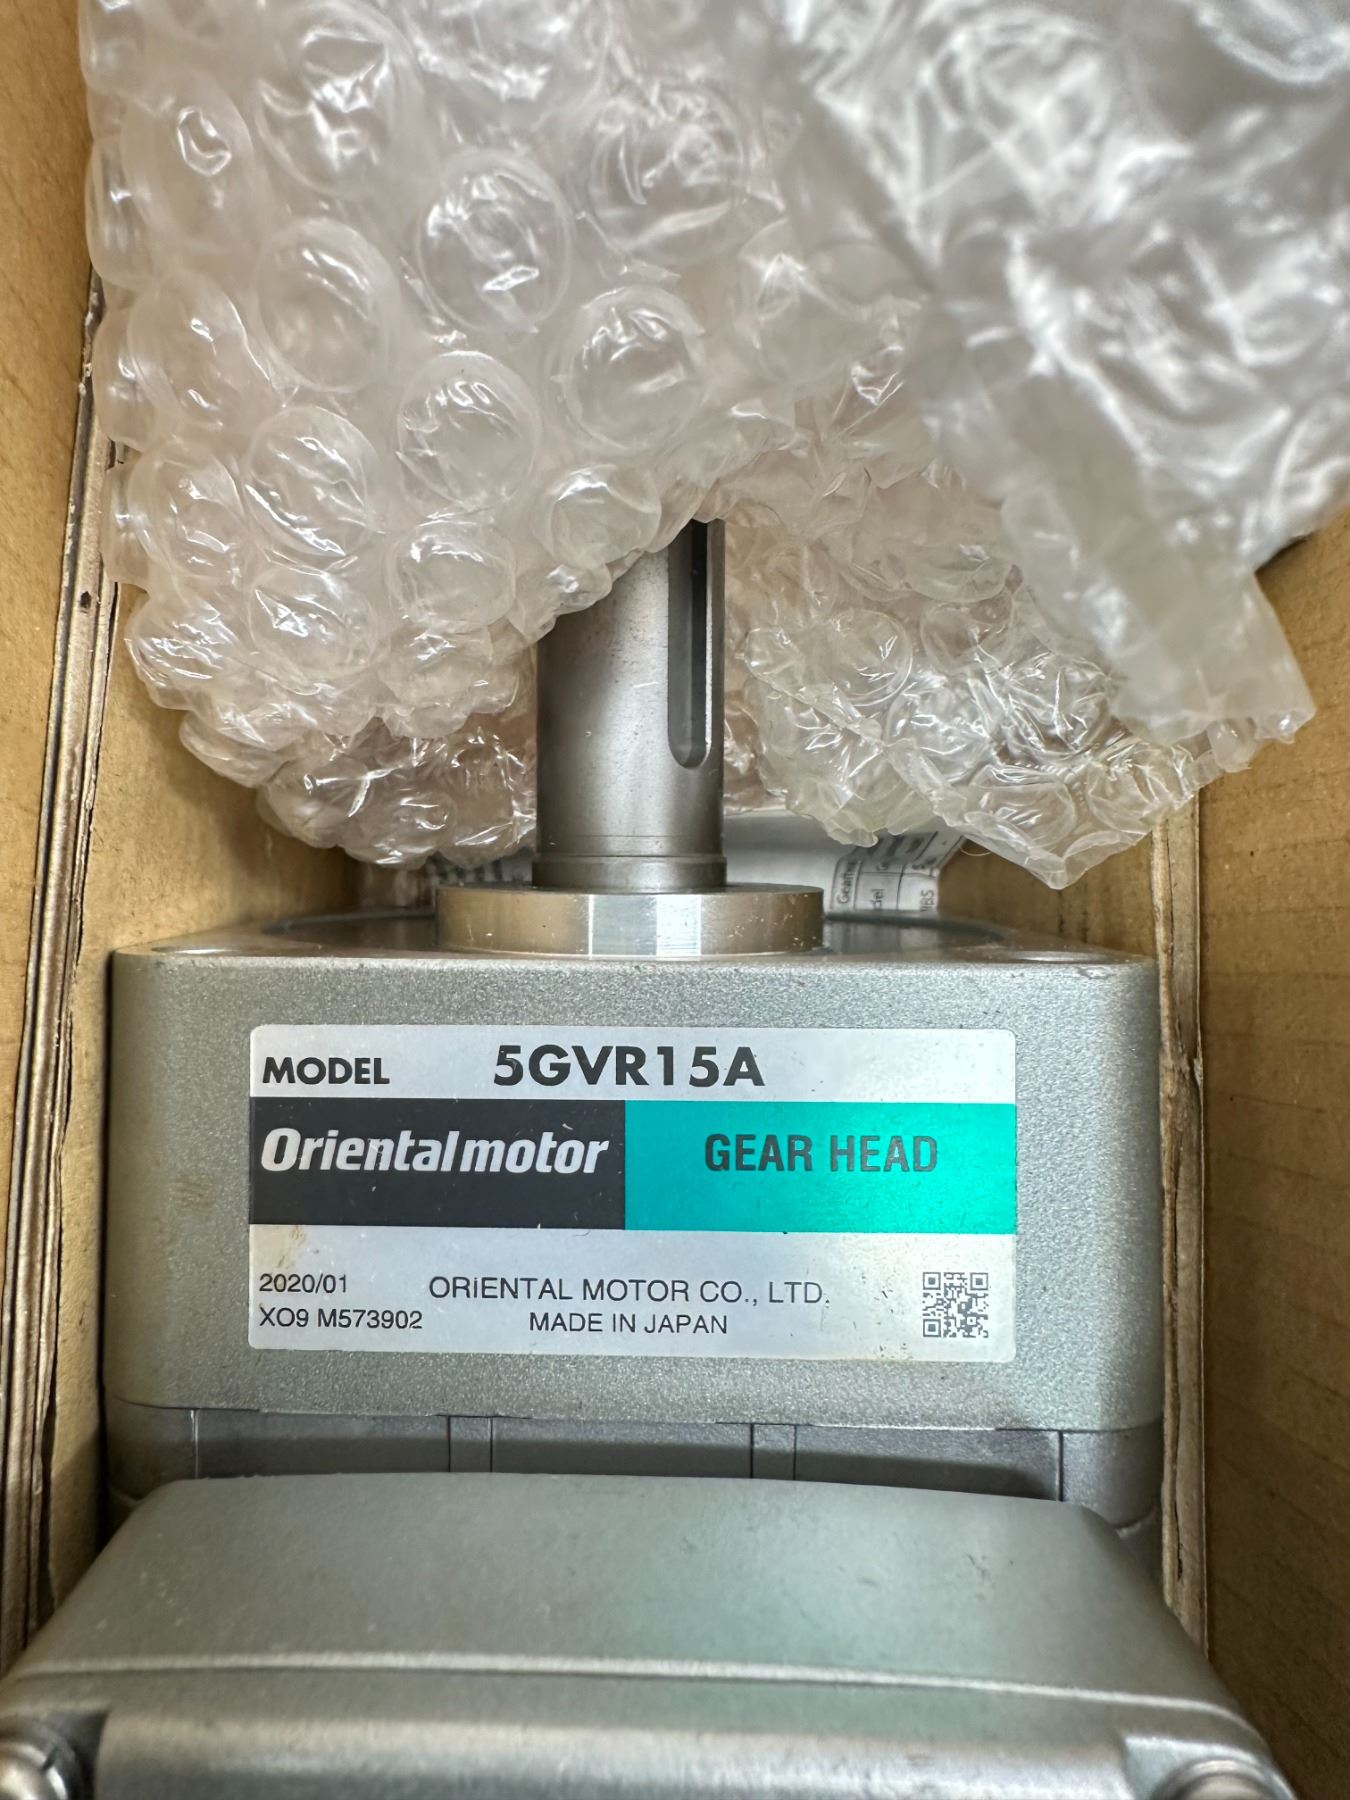 MODEL 5GVR15A
Orientalmotor GEAR HEAD
2020/01 ORiENTAL MOTOR CO., LTD.
XO9 M573902 MADE IN JAPAN